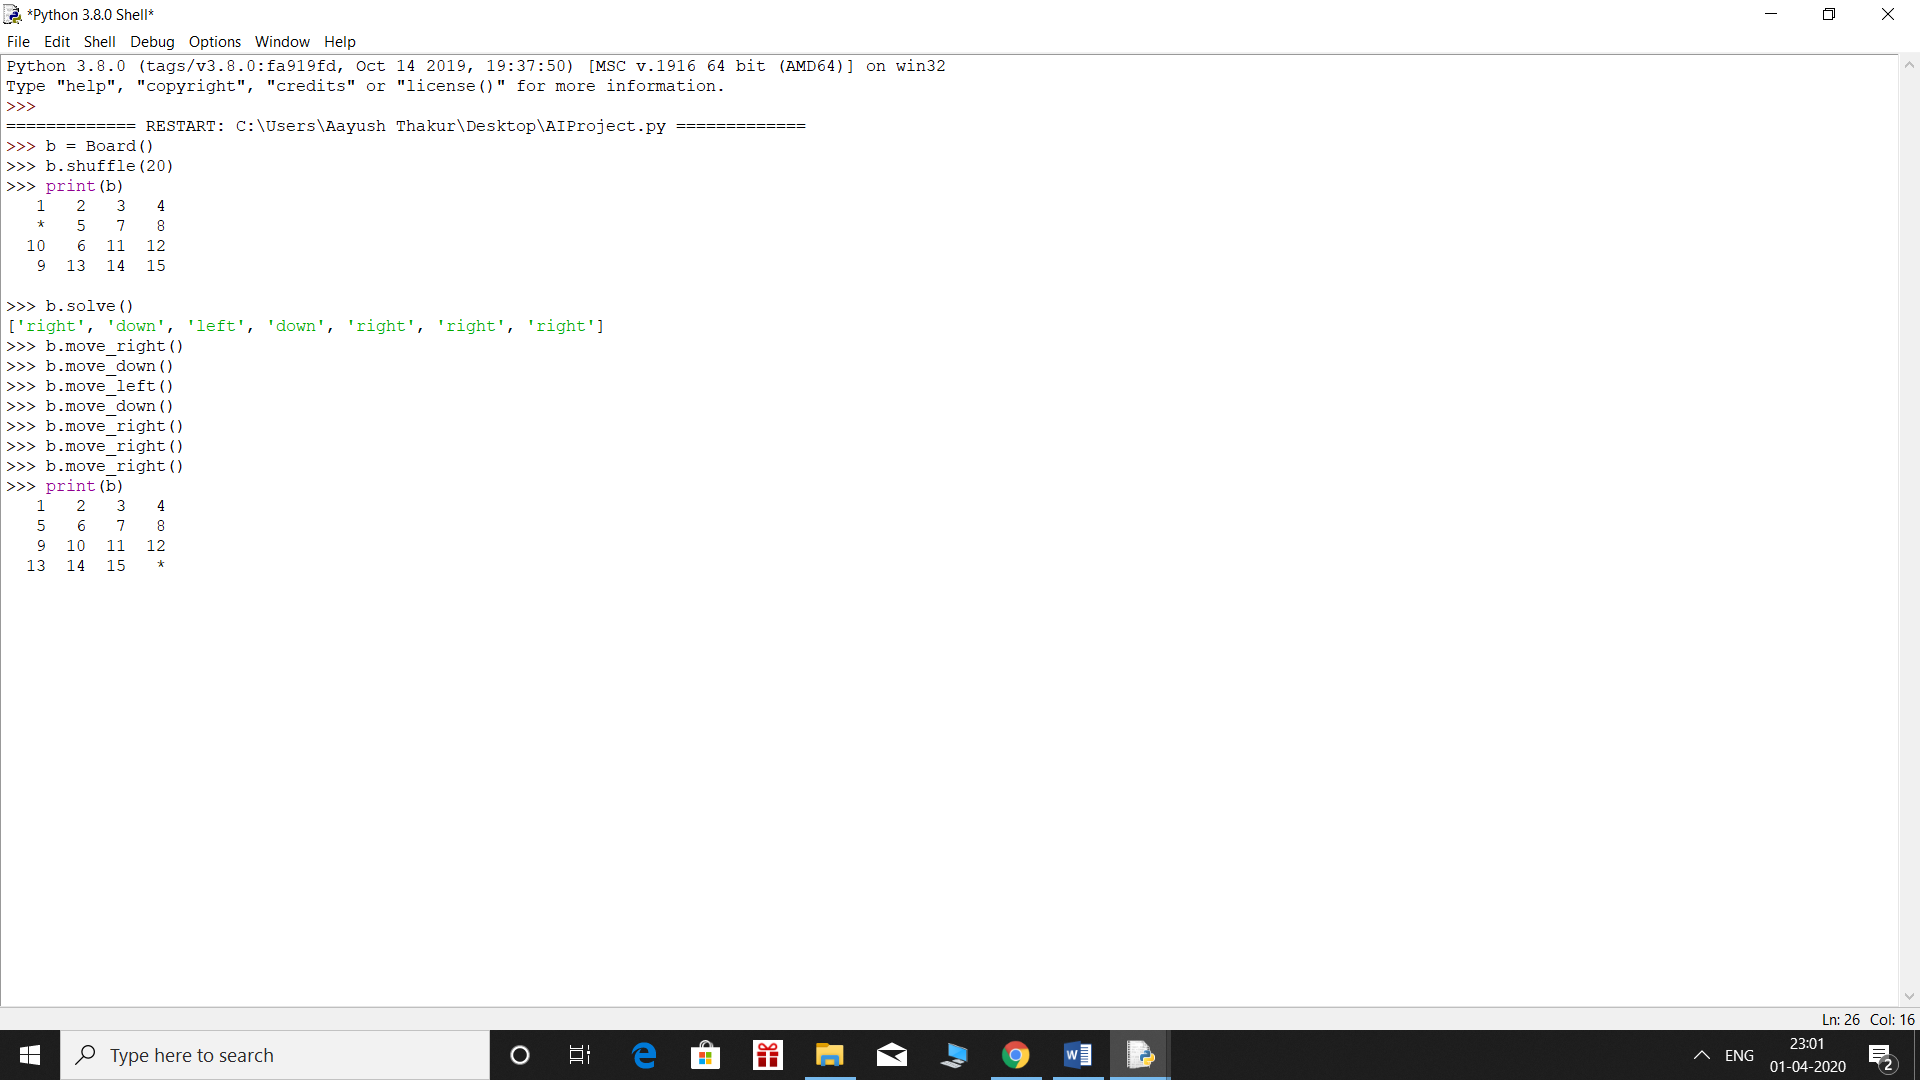 *Python 3.8.0 Shell*
File Edit Shell Debug Options Window Help
Python 3.8.0 (tags/v3.8.0:fa919fd, Oct 14 2019, 19:37:50) [MSC v.1916 64 bit (AMD64)] on win32
Type "help", "copyright", "credits" or "license()" for more information.
>>>
============= RESTART: C:\Users\Aayush Thakur\Desktop\AIProject.py =============
>>> b = Board()
>>> b.shuffle(20)
>>> print(b)
   1   2   3   4
   *   5   7   8
  10   6  11  12
   9  13  14  15
>>> b.solve()
['right', 'down', 'left', 'down', 'right', 'right', 'right']
>>> b.move_right()
>>> b.move_down()
>>> b.move_left()
>>> b.move_down()
>>> b.move_right()
>>> b.move_right()
>>> b.move_right()
>>> print(b)
   1   2   3   4
   5   6   7   8
   9  10  11  12
  13  14  15   *
Ln: 26 Col: 16
Type here to search
W
ENG
23:01
01-04-2020
2